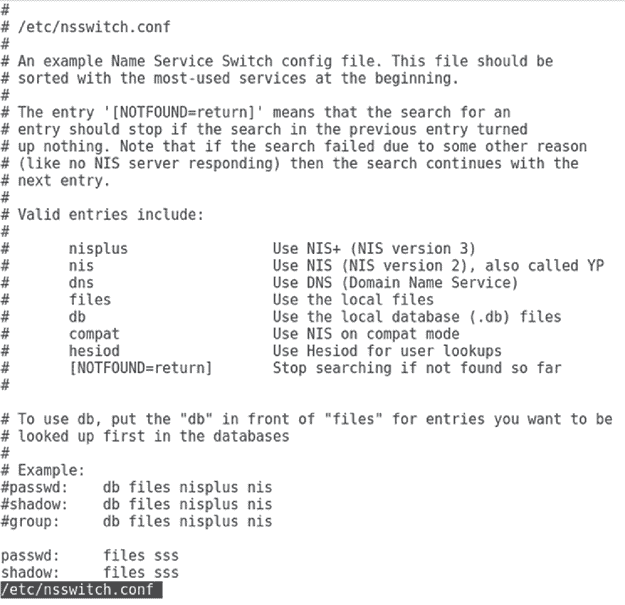 #
# /etc/nsswitch.conf
#
# An example Name Service Switch config file. This file should be
# sorted with the most-used services at the beginning.
#
# The entry '[NOTFOUND=return]' means that the search for an
# entry should stop if the search in the previous entry turned
# up nothing. Note that if the search failed due to some other reason
# (like no NIS server responding) then the search continues with the
# next entry.
#
# Valid entries include:
#
#       nisplus                 Use NIS+ (NIS version 3)
#       nis                     Use NIS (NIS version 2), also called YP
#       dns                     Use DNS (Domain Name Service)
#       files                   Use the local files
#       db                      Use the local database (.db) files
#       compat                  Use NIS on compat mode
#       hesiod                  Use Hesiod for user lookups
#       [NOTFOUND=return]       Stop searching if not found so far
#

# To use db, put the "db" in front of "files" for entries you want to be
# looked up first in the databases
#
# Example:
#passwd:    db files nisplus nis
#shadow:    db files nisplus nis
#group:     db files nisplus nis

passwd:     files sss
shadow:     files sss
/etc/nsswitch.conf